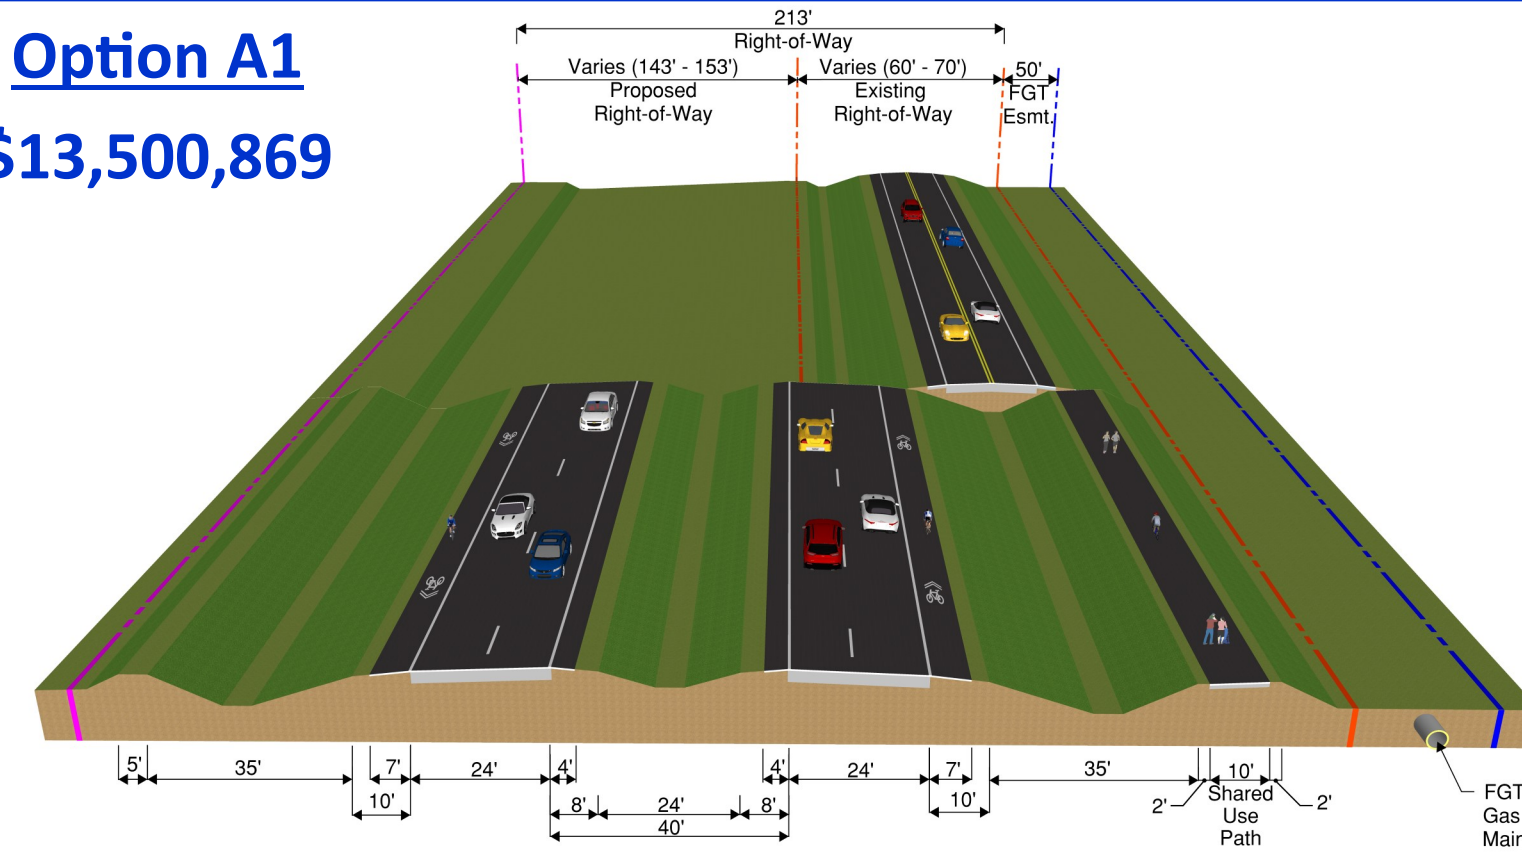 Option A1
$13,500,869
213'
Right-of-Way
Varies (143' - 153')
Proposed
Right-of-Way
Varies (60' - 70')
Existing
Right-of-Way
50'
FGT
Esmt.
5'
35'
7'
24'
4'
4'
24'
7'
35'
10'
10'
8'
24'
8'
10'
40'
2'
Shared
Use
Path
2'
FGT
Gas
Main